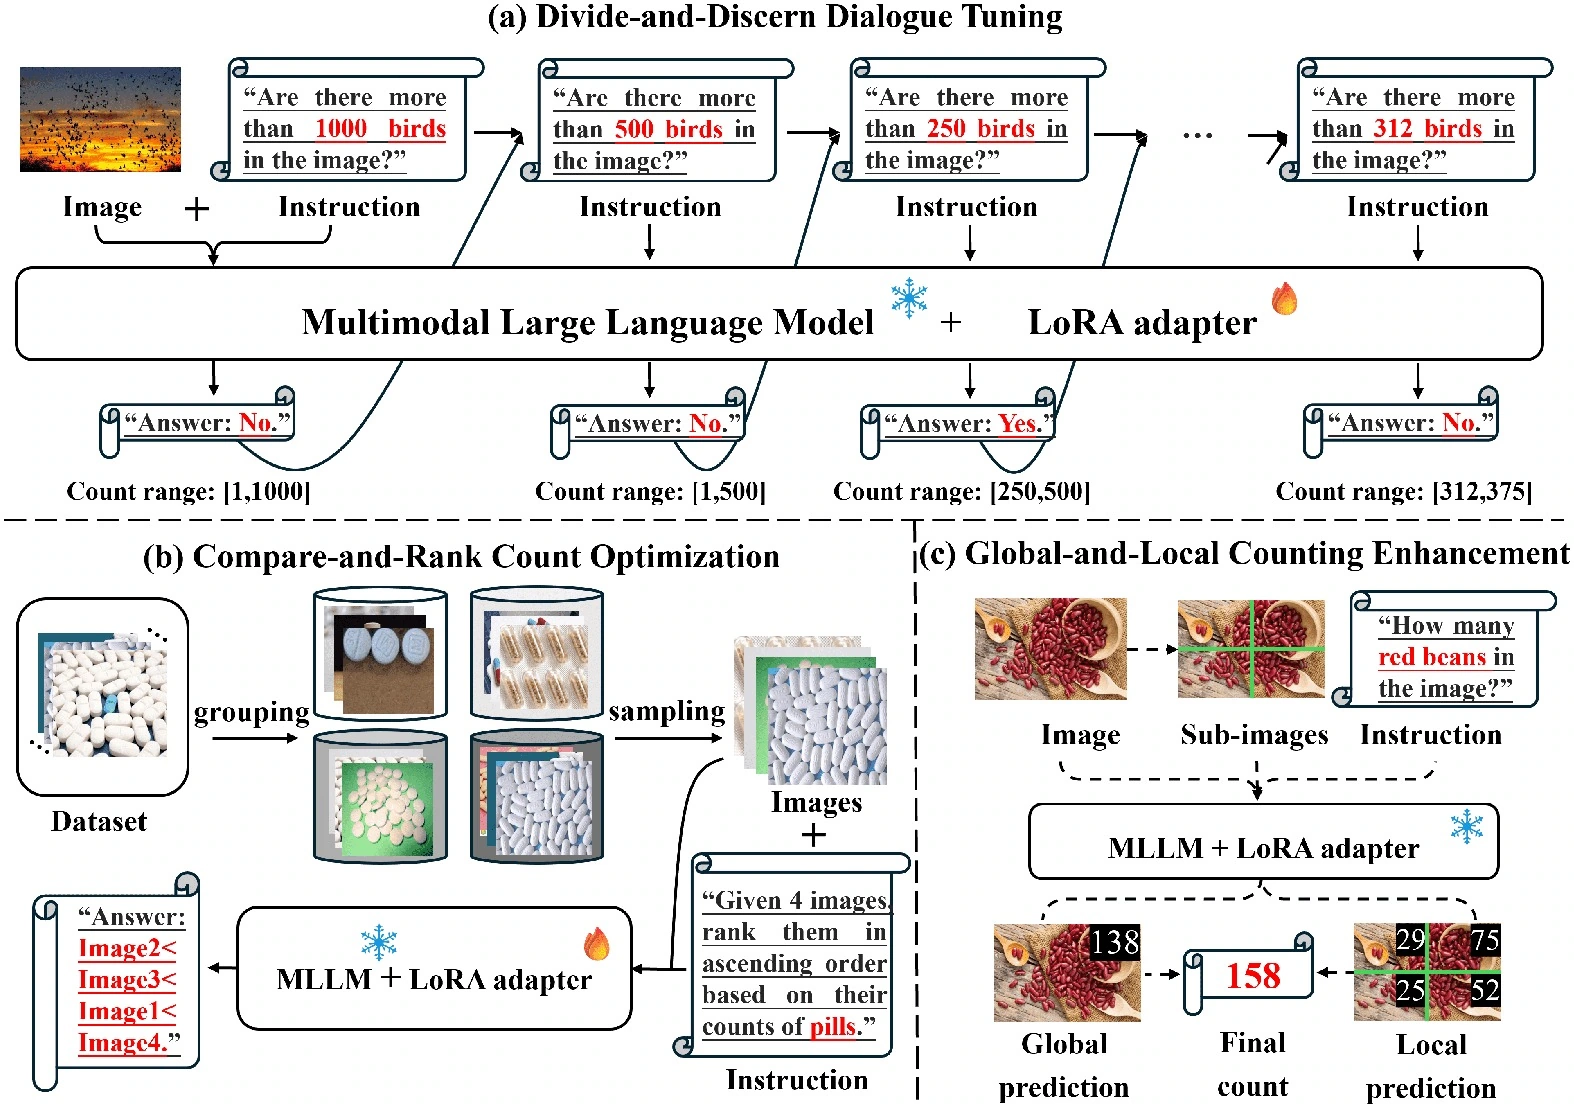 (a) Divide-and-Discern Dialogue Tuning
“Are there more
than 1000 birds
in the image?”
“Are there more
than 500 birds in
the image?”
“Are there more
than 250 birds in
the image?”
...
“Are there more
than 312 birds in
the image?”
Image + Instruction
Instruction
Instruction
Instruction
Multimodal Large Language Model + LoRA adapter
“Answer: No.”
“Answer: No.”
“Answer: Yes.”
“Answer: No.”
Count range: [1,1000]
Count range: [1,500]
Count range: [250,500]
Count range: [312,375]
(b) Compare-and-Rank Count Optimization
grouping
sampling
Dataset
Images
+
“Given 4 images,
rank them in
ascending order
based on their
counts of pills.”
Instruction
MLLM + LoRA adapter
“Answer:
Image2<
Image3<
Image1<
Image4.”
(c) Global-and-Local Counting Enhancement
“How many
red beans in
the image?”
Image
Sub-images
Instruction
MLLM + LoRA adapter
138
158
29
75
25
52
Global
prediction
Final
count
Local
prediction